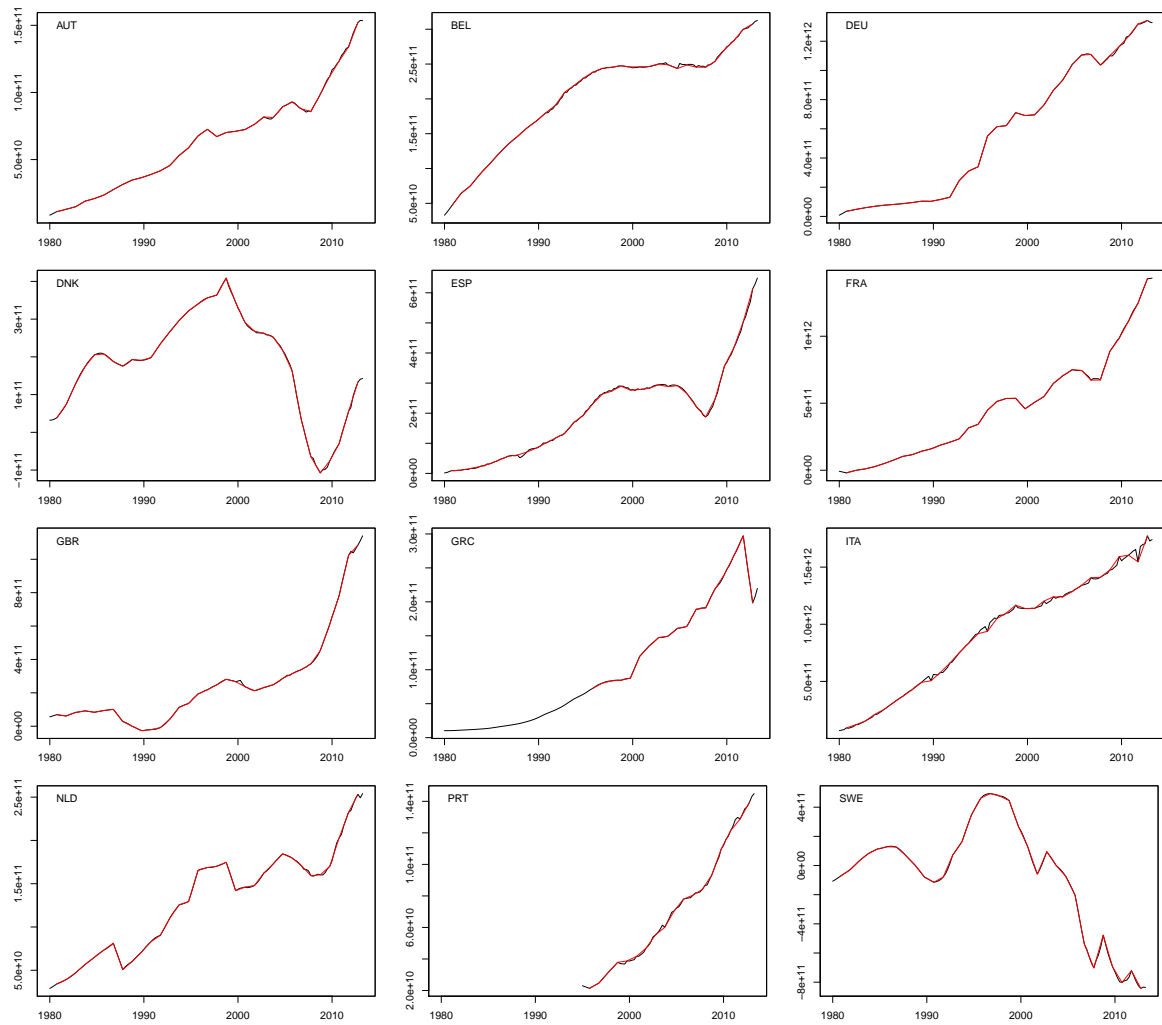 AUT
5.0e+10 1.0e+11 1.5e+11
1980 1990 2000 2010
BEL
5.0e+10 1.5e+11 2.5e+11
1980 1990 2000 2010
DEU
0.0e+00 4.0e+11 8.0e+11 1.2e+12
1980 1990 2000 2010
DNK
−1e+11 1e+11 3e+11
1980 1990 2000 2010
ESP
0e+00 2e+11 4e+11 6e+11
1980 1990 2000 2010
FRA
0e+00 5e+11 1e+12
1980 1990 2000 2010
GBR
0e+00 4e+11 8e+11
1980 1990 2000 2010
GRC
0.0e+00 1.0e+11 2.0e+11 3.0e+11
1980 1990 2000 2010
ITA
5.0e+11 1.0e+12 1.5e+12
1980 1990 2000 2010
NLD
5.0e+10 1.5e+11 2.5e+11
1980 1990 2000 2010
PRT
2.0e+10 6.0e+10 1.0e+11 1.4e+11
1980 1990 2000 2010
SWE
−8e+11 −4e+11 0e+00 4e+11
1980 1990 2000 2010